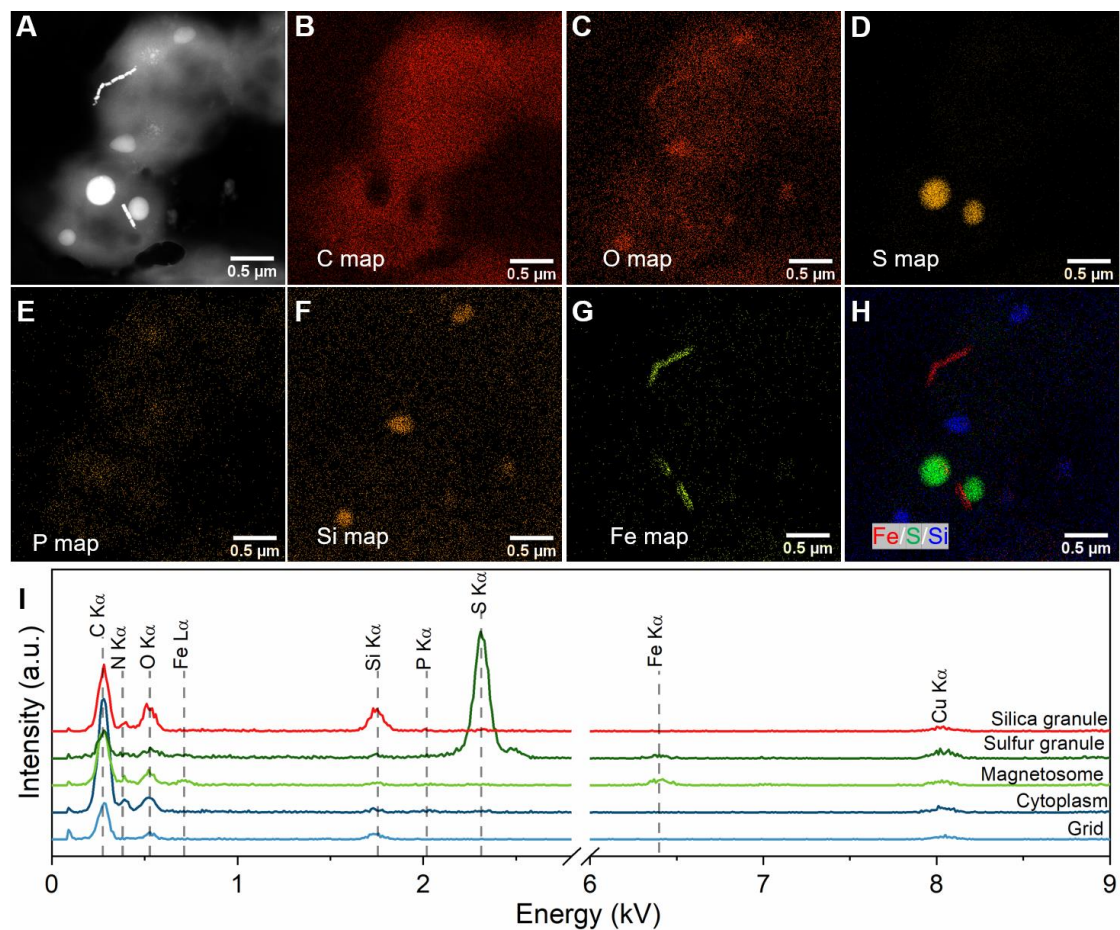 A
0.5 µm
B
C map
0.5 µm
C
O map
0.5 µm
D
S map
0.5 µm
E
P map
0.5 µm
F
Si map
0.5 µm
G
Fe map
0.5 µm
H
Fe/S/Si
0.5 µm
I
C Kα
N Kα
O Kα
Fe Lα
Si Kα
P Kα
S Kα
Fe Kα
Cu Kα
Silica granule
Sulfur granule
Magnetosome
Cytoplasm
Grid
Intensity (a.u.)
0 1 2 6 7 8 9
Energy (kV)